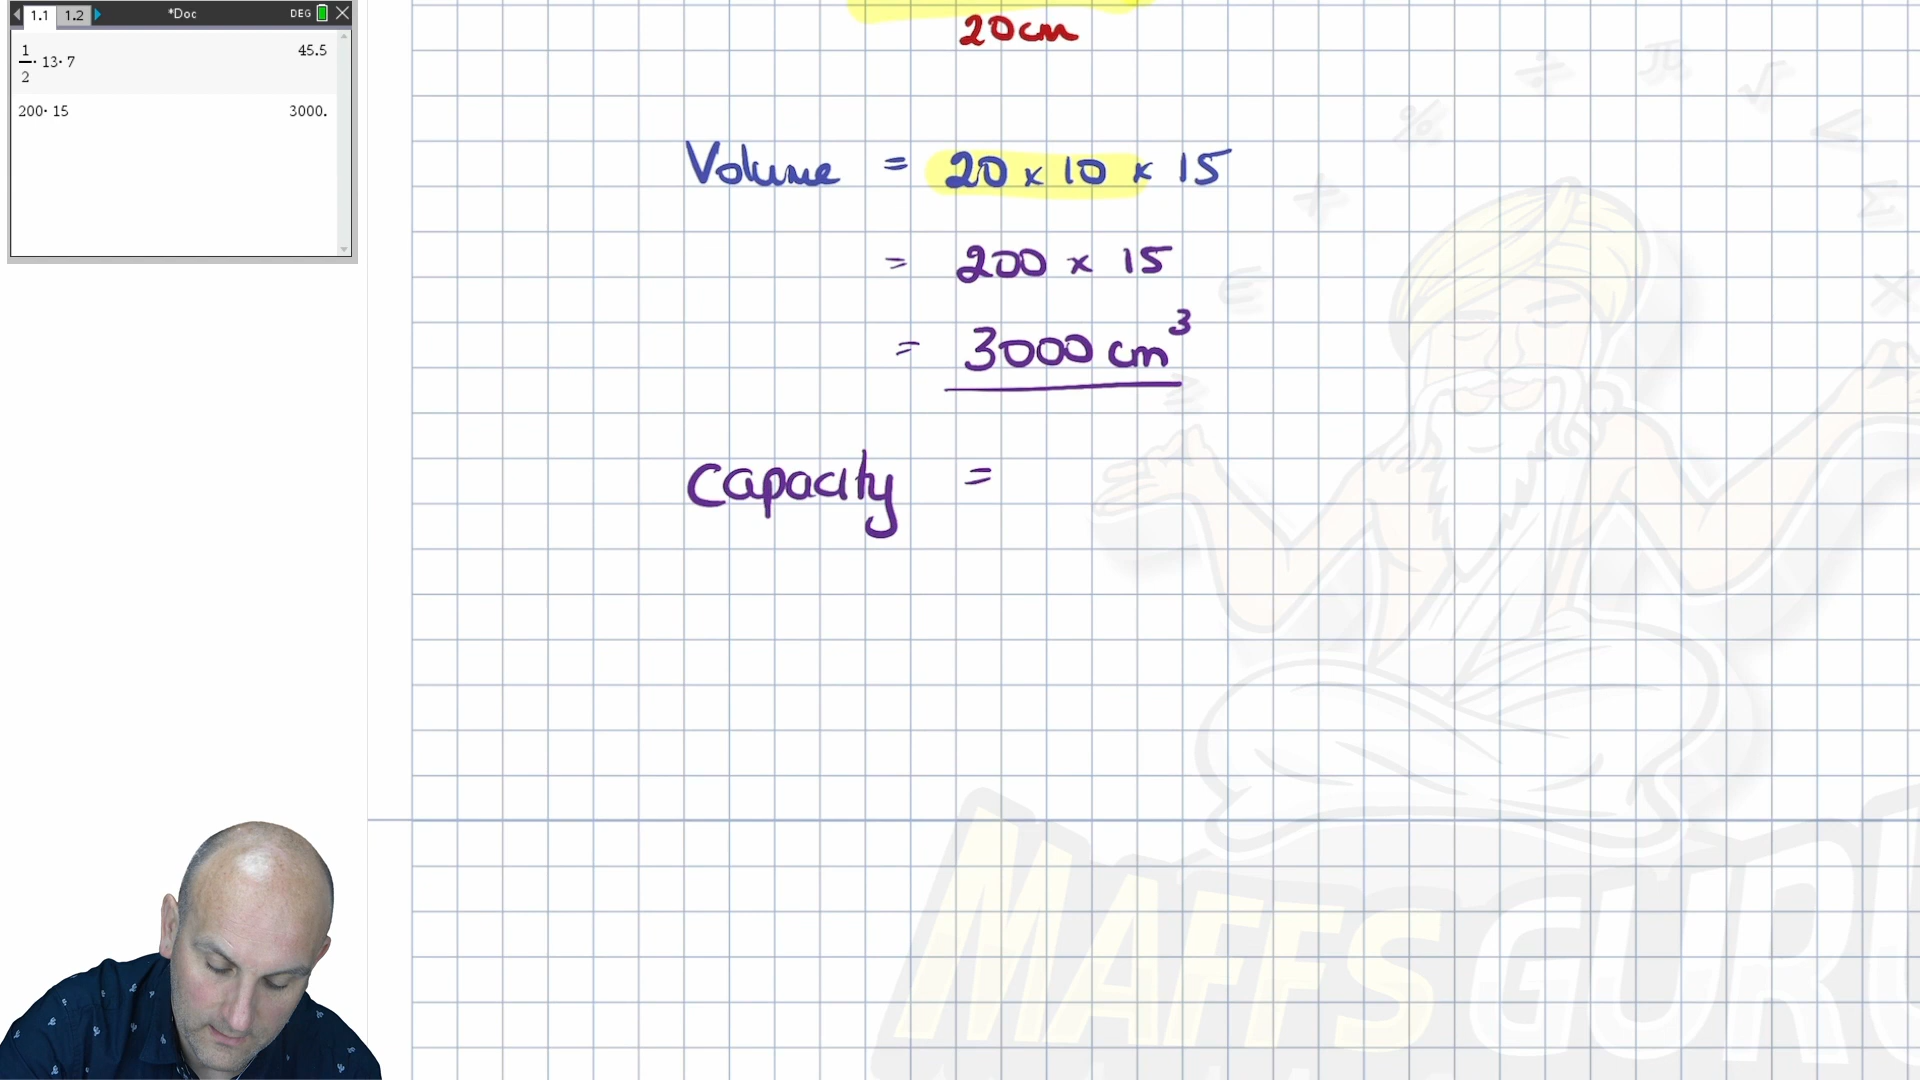 1.1 1.2 *Doc DEG
1/2 · 13 · 7 45.5
200 · 15 3000.
20cm
Volume = 20 x 10 x 15
= 200 x 15
= 3000 cm³
Capacity =
MAFFS GURU